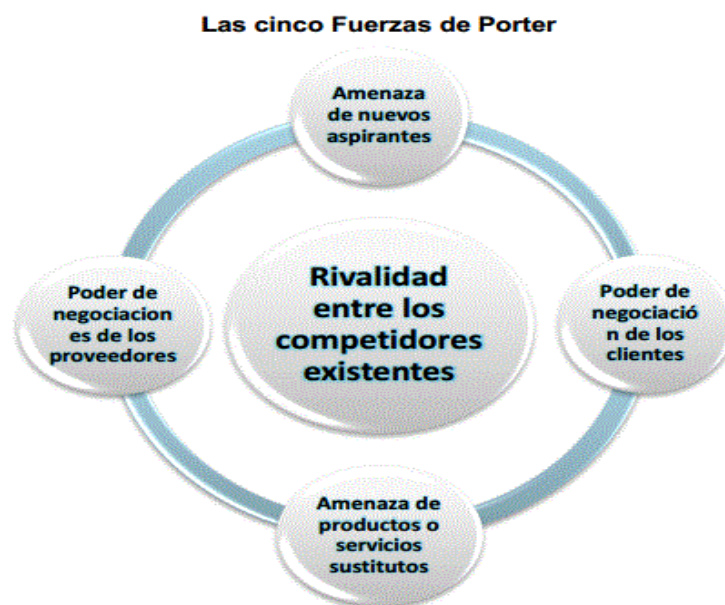 Las cinco Fuerzas de Porter
Amenaza
de nuevos
aspirantes
Rivalidad
entre los
competidores
existentes
Poder de
negociacion
es de los
proveedores
Poder de
negociació
n de los
clientes
Amenaza de
productos o
servicios
sustitutos